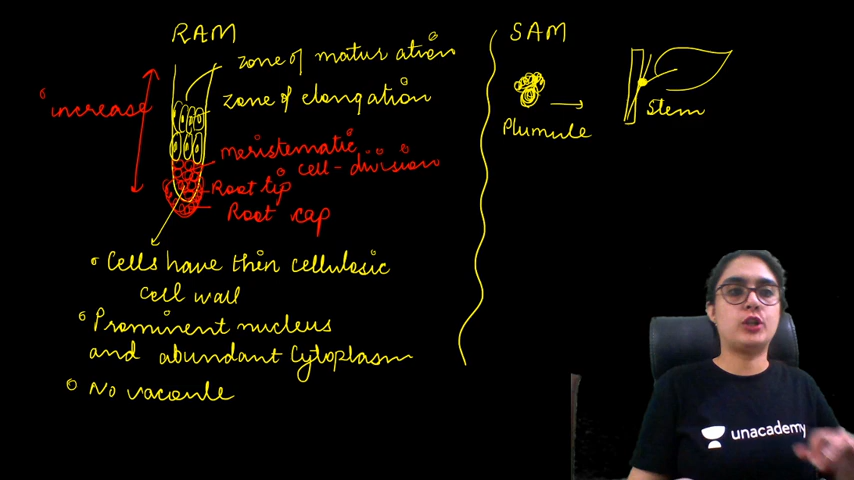 RAM
zone of maturation
zone of elongation
increase
meristematic
cell-division
Root tip
Root cap
Cells have thin cellulosic
cell wall
Prominent nucleus
and abundant Cytoplasm
No vacoule
SAM
Plumule
Stem
unacademy